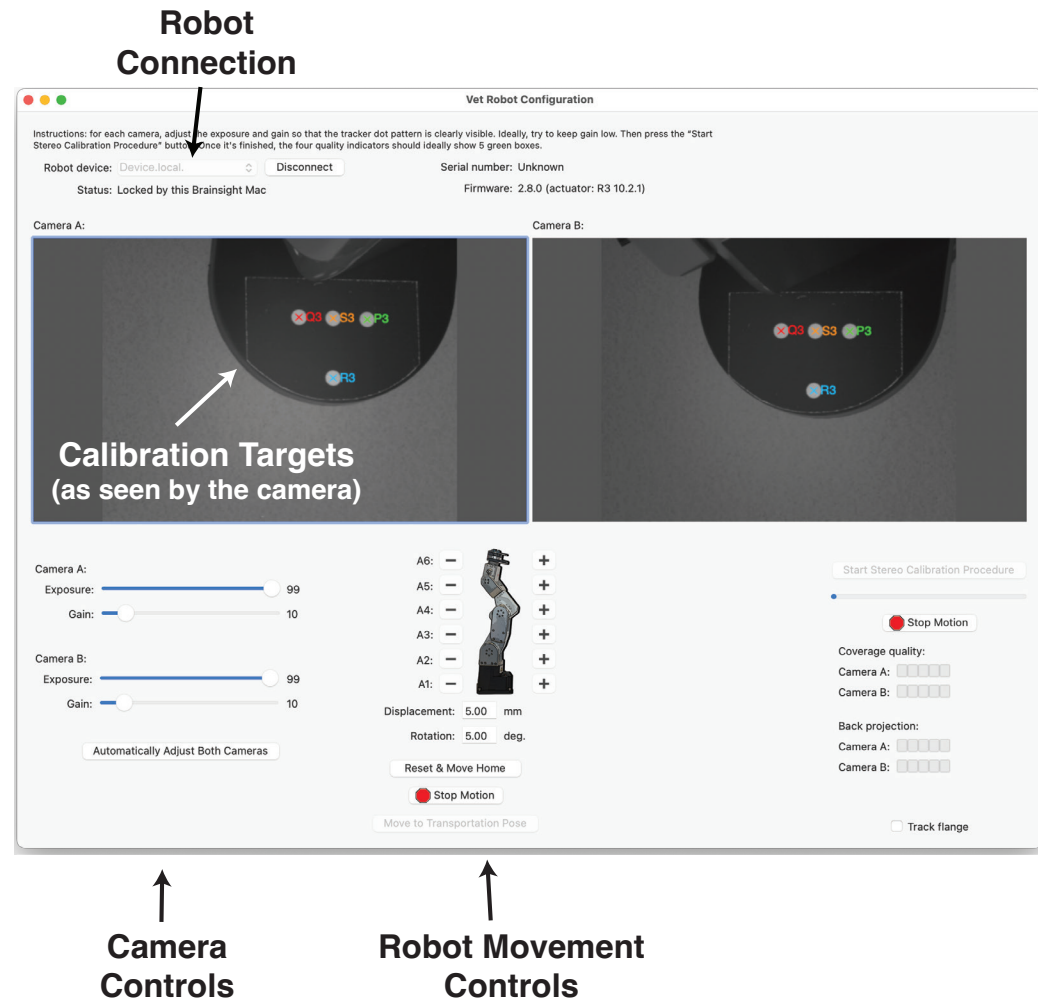 Robot
Connection
Vet Robot Configuration
Instructions: for each camera, adjust the exposure and gain so that the tracker dot pattern is clearly visible. Ideally, try to keep gain low. Then press the “Start
Stereo Calibration Procedure” button. Once it's finished, the four quality indicators should ideally show 5 green boxes.
Robot device: Device.local. Disconnect Serial number: Unknown
Status: Locked by this Brainsight Mac Firmware: 2.8.0 (actuator: R3 10.2.1)
Camera A: Camera B:
Q3 S3 P3 Q3 S3 P3
R3 R3
Calibration Targets
(as seen by the camera)
Camera A:
Exposure: 99
Gain: 10
Camera B:
Exposure: 99
Gain: 10
Automatically Adjust Both Cameras
A6: − +
A5: − +
A4: − +
A3: − +
A2: − +
A1: − +
Displacement: 5.00 mm
Rotation: 5.00 deg.
Reset & Move Home
Stop Motion
Move to Transportation Pose
Start Stereo Calibration Procedure
Stop Motion
Coverage quality:
Camera A:
Camera B:
Back projection:
Camera A:
Camera B:
Track flange
Camera
Controls
Robot Movement
Controls